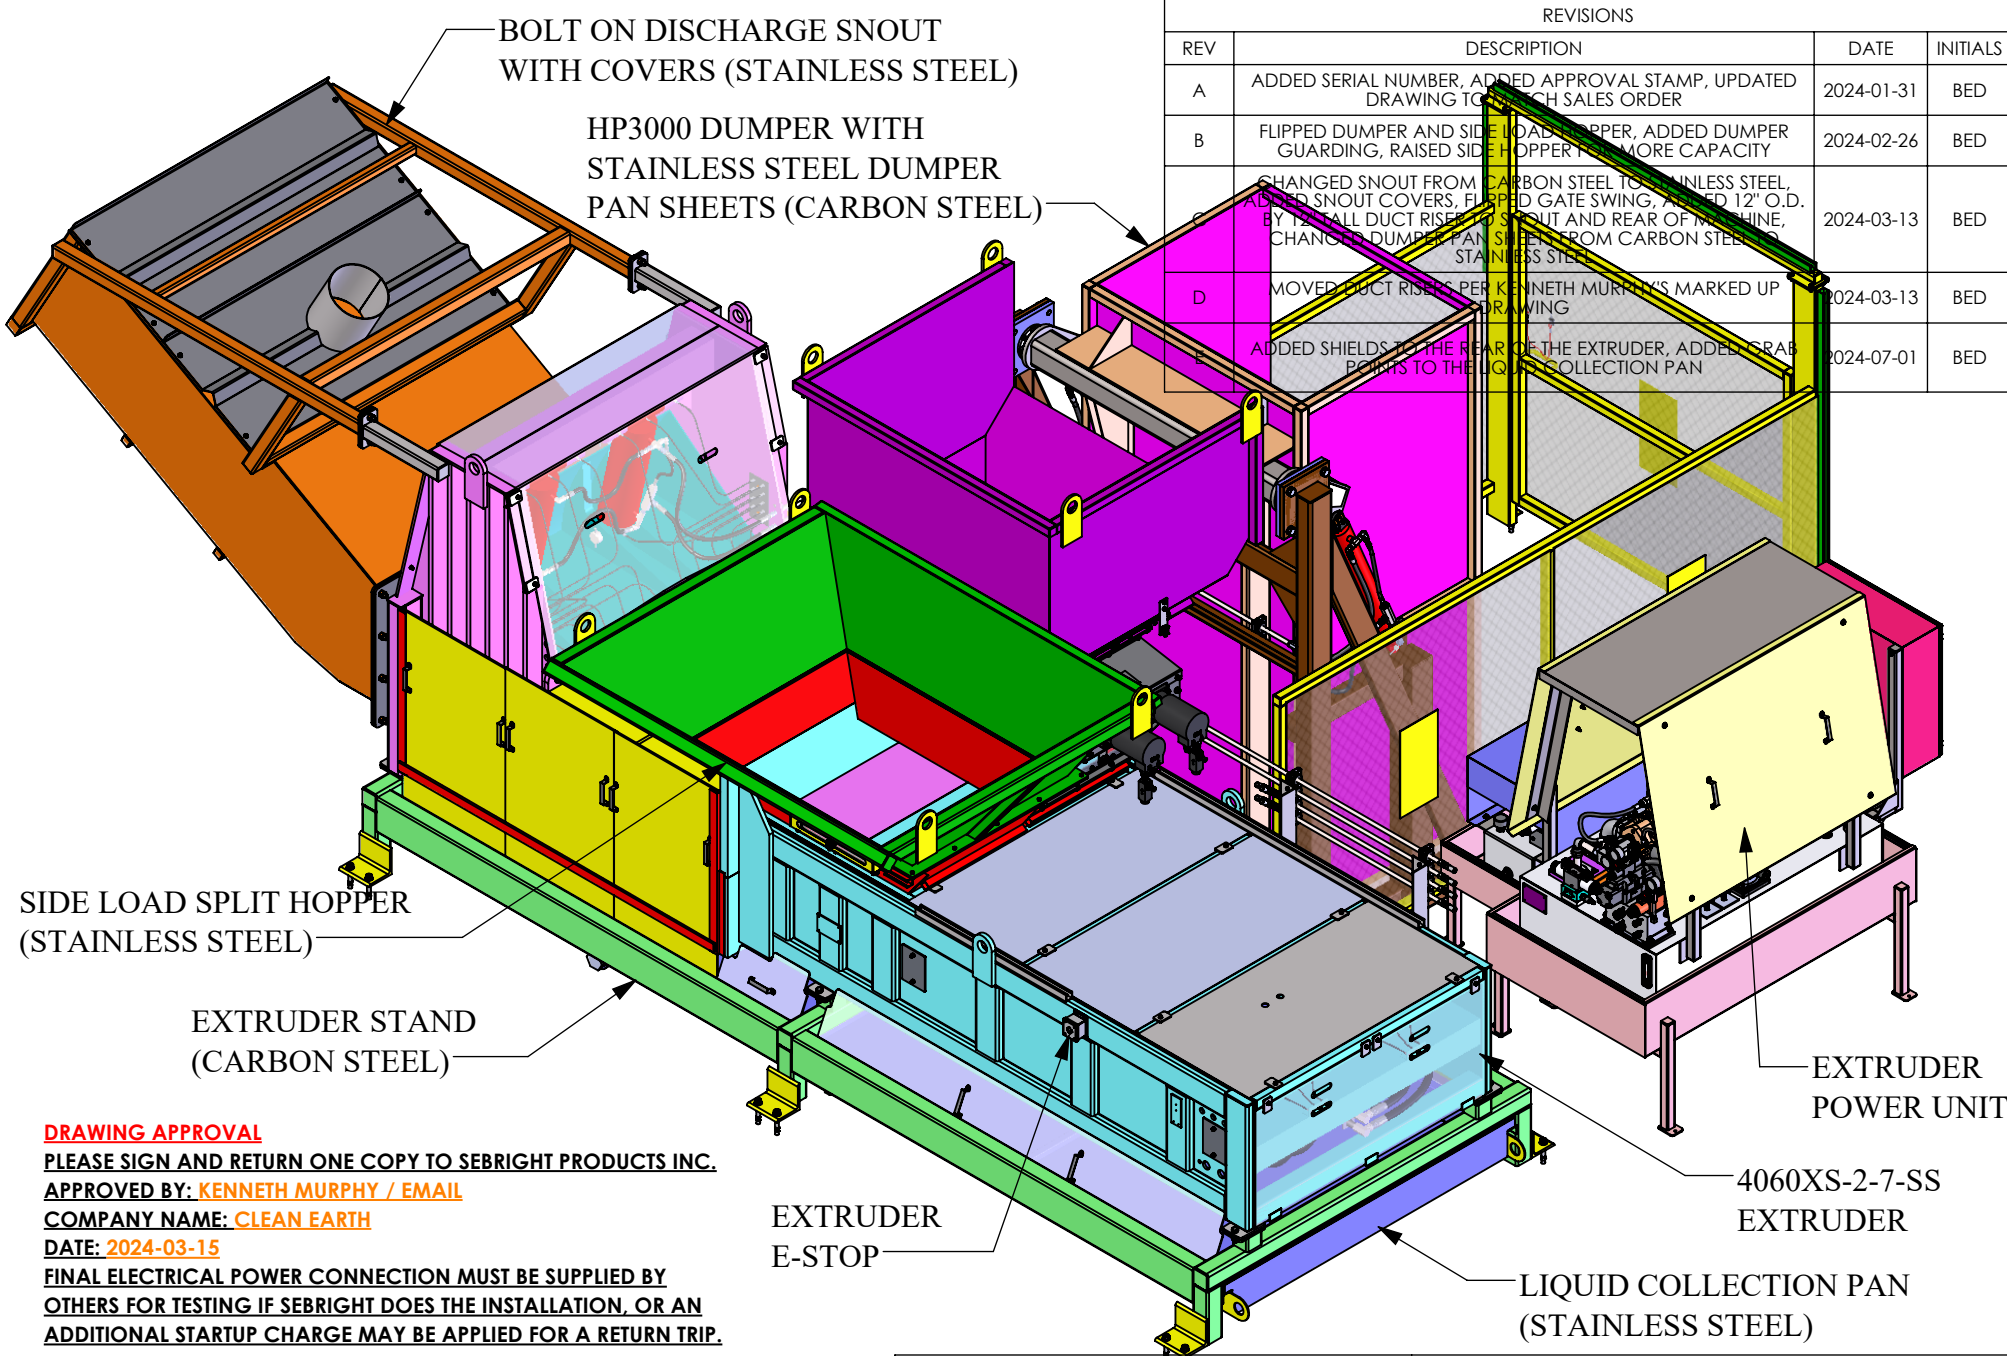 BOLT ON DISCHARGE SNOUT
WITH COVERS (STAINLESS STEEL)
HP3000 DUMPER WITH
STAINLESS STEEL DUMPER
PAN SHEETS (CARBON STEEL)
REVISIONS
REV DESCRIPTION DATE INITIALS
A ADDED SERIAL NUMBER, ADDED APPROVAL STAMP, UPDATED
DRAWING TO MATCH SALES ORDER 2024-01-31 BED
B FLIPPED DUMPER AND SIDE LOAD HOPPER, ADDED DUMPER
GUARDING, RAISED SIDE HOPPER FOR MORE CAPACITY 2024-02-26 BED
C CHANGED SNOUT FROM CARBON STEEL TO STAINLESS STEEL,
ADDED SNOUT COVERS, FLIPPED GATE SWING, ADDED 12" O.D.
BY 12" TALL DUCT RISER TO SNOUT AND REAR OF MACHINE,
CHANGED DUMPER PAN SHEETS FROM CARBON STEEL TO
STAINLESS STEEL 2024-03-13 BED
D MOVED DUCT RISERS PER KENNETH MURPHY'S MARKED UP
DRAWING 2024-03-13 BED
E ADDED SHIELDS TO THE REAR OF THE EXTRUDER, ADDED GRAB
POINTS TO THE LIQUID COLLECTION PAN 2024-07-01 BED
SIDE LOAD SPLIT HOPPER
(STAINLESS STEEL)
EXTRUDER STAND
(CARBON STEEL)
EXTRUDER
POWER UNIT
4060XS-2-7-SS
EXTRUDER
EXTRUDER
E-STOP
LIQUID COLLECTION PAN
(STAINLESS STEEL)
DRAWING APPROVAL
PLEASE SIGN AND RETURN ONE COPY TO SEBRIGHT PRODUCTS INC.
APPROVED BY: KENNETH MURPHY / EMAIL
COMPANY NAME: CLEAN EARTH
DATE: 2024-03-15
FINAL ELECTRICAL POWER CONNECTION MUST BE SUPPLIED BY
OTHERS FOR TESTING IF SEBRIGHT DOES THE INSTALLATION, OR AN
ADDITIONAL STARTUP CHARGE MAY BE APPLIED FOR A RETURN TRIP.